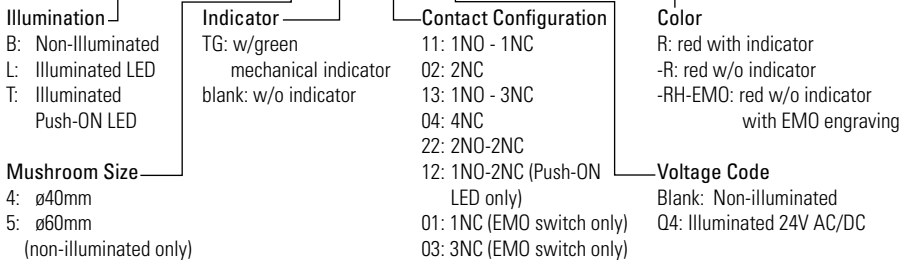 Illumination
B: Non-Illuminated
L: Illuminated LED
T: Illuminated
Push-ON LED
Mushroom Size
4: ø40mm
5: ø60mm
(non-illuminated only)
Indicator
TG: w/green
mechanical indicator
blank: w/o indicator
Contact Configuration
11: 1NO - 1NC
02: 2NC
13: 1NO - 3NC
04: 4NC
22: 2NO-2NC
12: 1NO-2NC (Push-ON
LED only)
01: 1NC (EMO switch only)
03: 3NC (EMO switch only)
Color
R: red with indicator
-R: red w/o indicator
-RH-EMO: red w/o indicator
with EMO engraving
Voltage Code
Blank: Non-illuminated
Q4: Illuminated 24V AC/DC